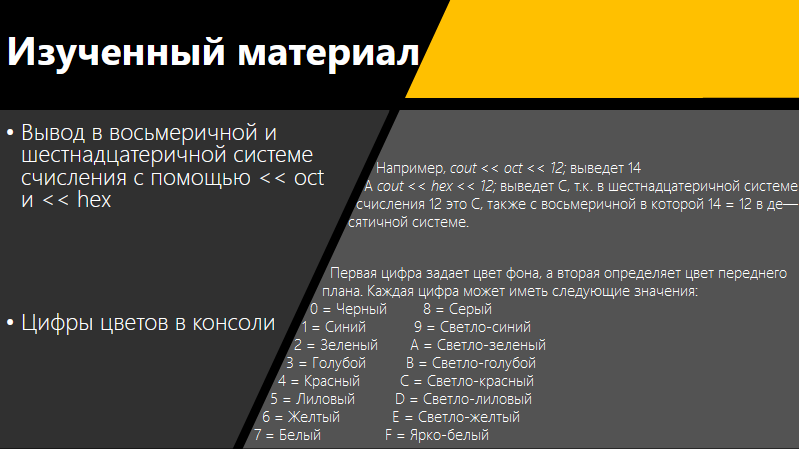 Изученный материал
• Вывод в восьмеричной и
шестнадцатеричной системе
счисления с помощью << oct
и << hex
Например, cout << oct << 12; выведет 14
А cout << hex << 12; выведет C, т.к. в шестнадцатеричной системе
счисления 12 это C, также с восьмеричной в которой 14 = 12 в де—
сятичной системе.
• Цифры цветов в консоли
Первая цифра задает цвет фона, а вторая определяет цвет переднего
плана. Каждая цифра может иметь следующие значения:
0 = Черный 8 = Серый
1 = Синий 9 = Светло-синий
2 = Зеленый A = Светло-зеленый
3 = Голубой B = Светло-голубой
4 = Красный C = Светло-красный
5 = Лиловый D = Светло-лиловый
6 = Желтый E = Светло-желтый
7 = Белый F = Ярко-белый